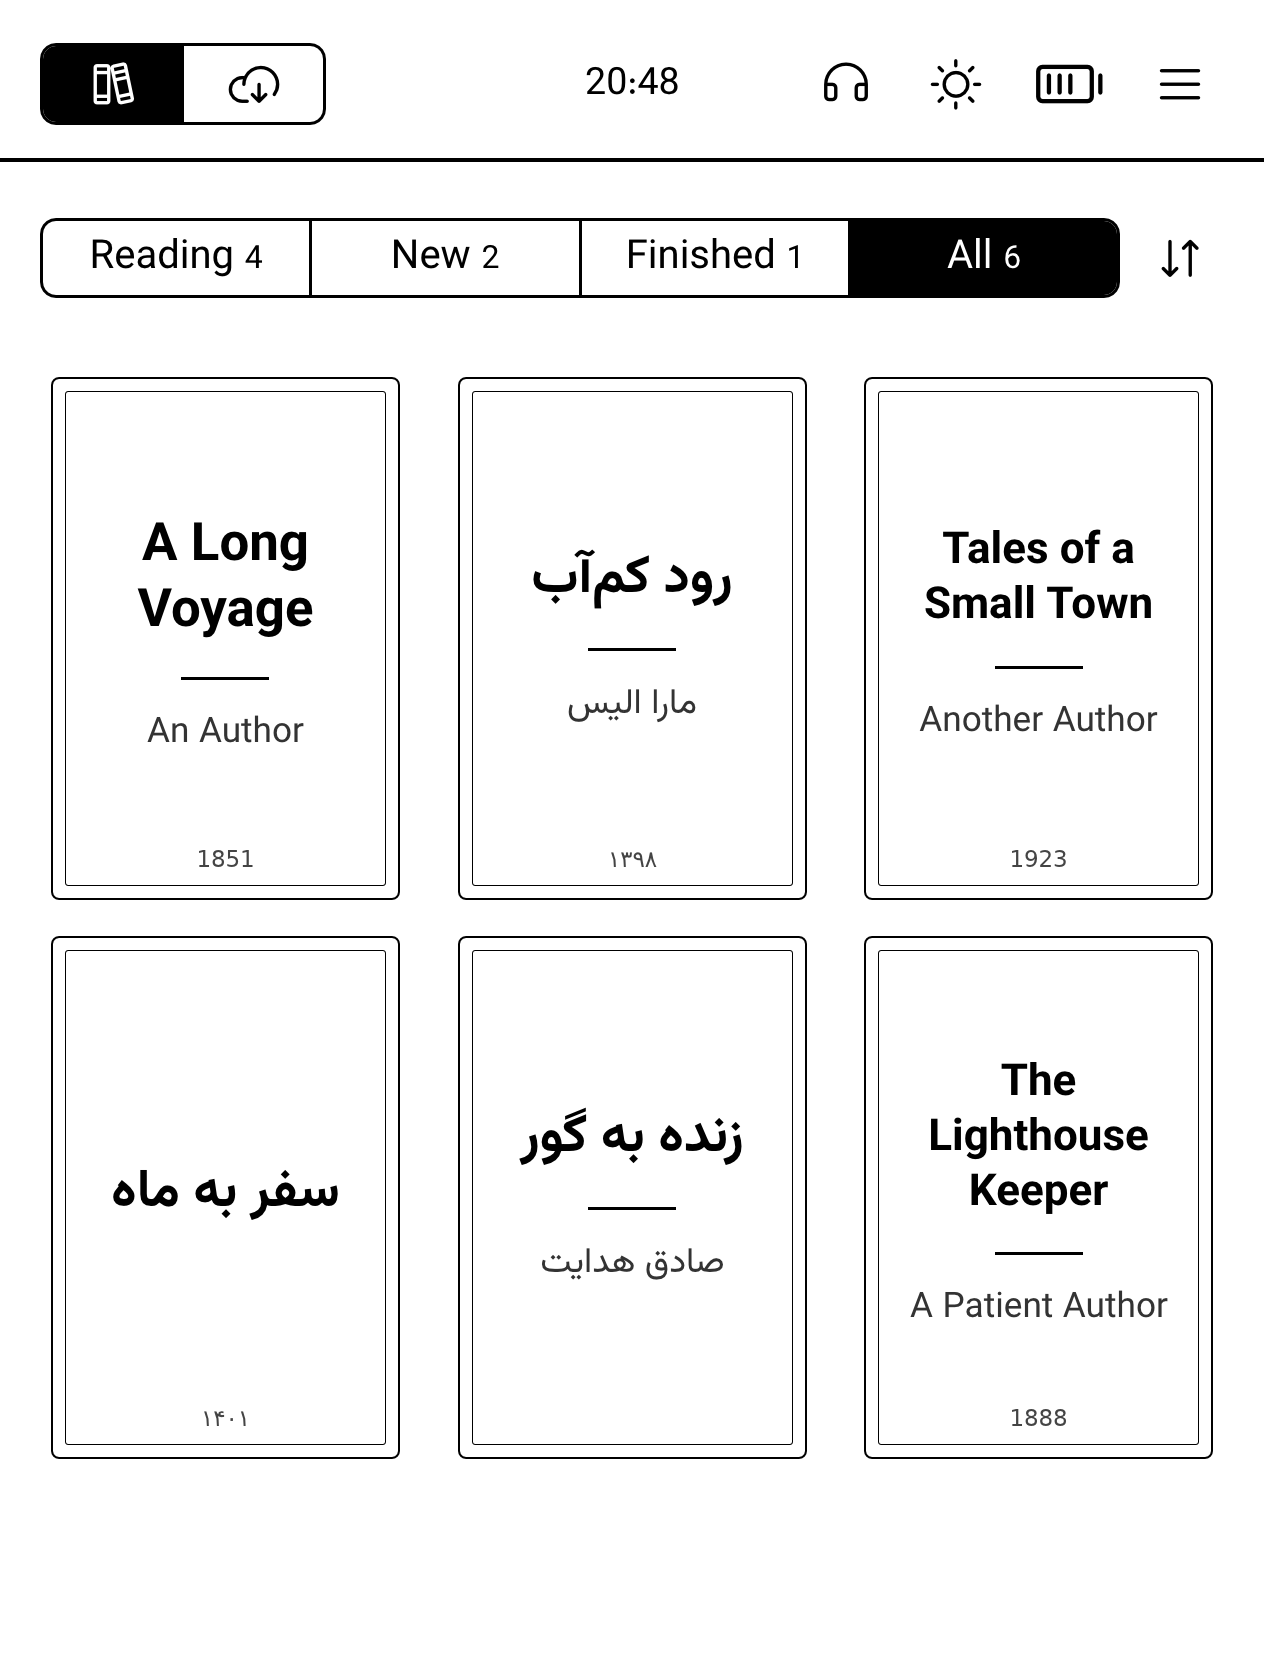 20:48
Reading 4
New 2
Finished 1
All 6
A Long
Voyage
An Author
1851
رود کم‌آب
مارا الیس
۱۳۹۸
Tales of a
Small Town
Another Author
1923
سفر به ماه
۱۴۰۱
زنده به گور
صادق هدایت
The
Lighthouse
Keeper
A Patient Author
1888